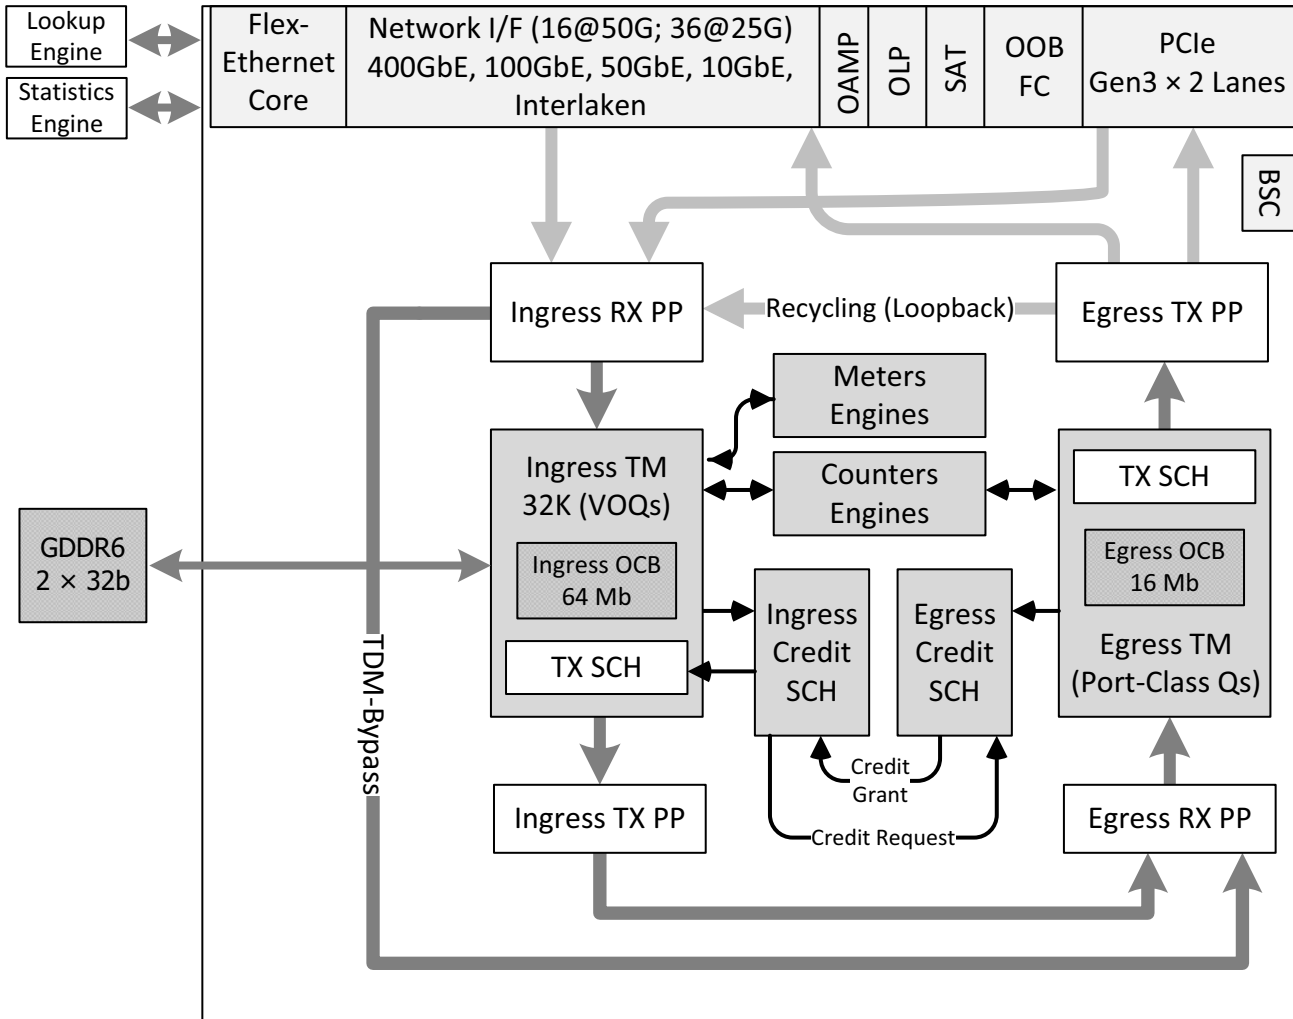 Lookup
Engine
Statistics
Engine
Flex-
Ethernet
Core
Network I/F (16@50G; 36@25G)
400GbE, 100GbE, 50GbE, 10GbE,
Interlaken
OAMP
OLP
SAT
OOB
FC
PCIe
Gen3 × 2 Lanes
BSC
Ingress RX PP
Recycling (Loopback)
Egress TX PP
Meters
Engines
Ingress TM
32K (VOQs)
Counters
Engines
TX SCH
GDDR6
2 × 32b
Ingress OCB
64 Mb
Egress OCB
16 Mb
Ingress
Credit
SCH
Egress
Credit
SCH
TX SCH
Egress TM
(Port-Class Qs)
TDM-Bypass
Credit
Grant
Ingress TX PP
Credit Request
Egress RX PP